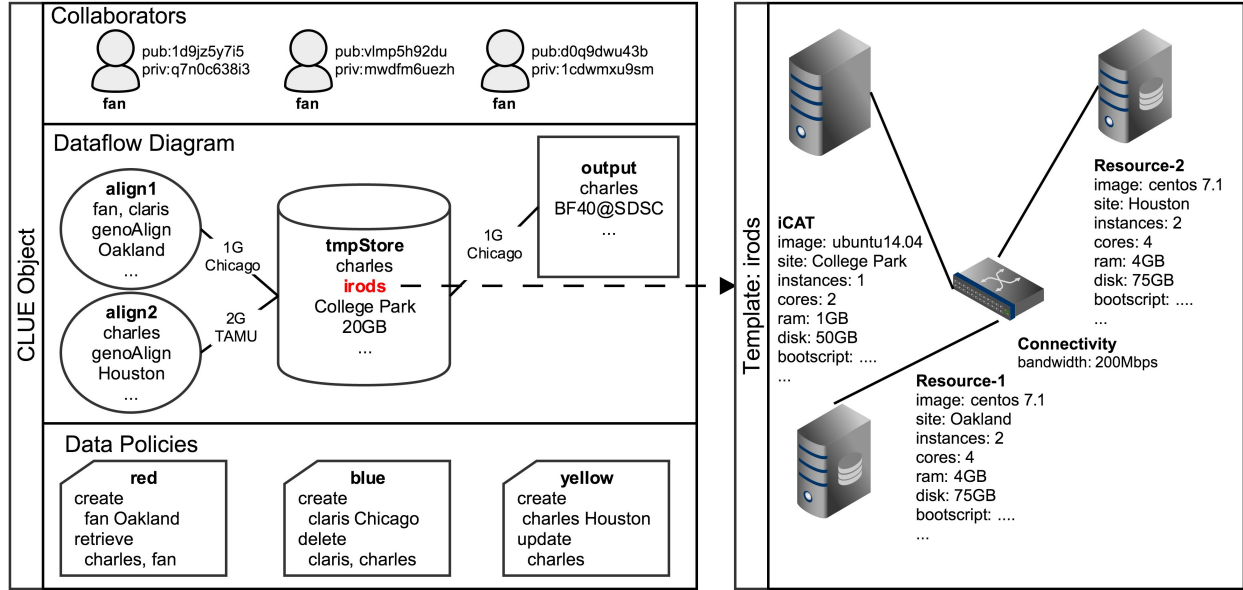 CLUE Object
Collaborators
pub:1d9jz5y7i5
priv:q7n0c638i3
fan
pub:vlmp5h92du
priv:mwdfm6uezh
fan
pub:d0q9dwu43b
priv:1cdwmxu9sm
fan
Dataflow Diagram
align1
fan, claris
genoAlign
Oakland
...
align2
charles
genoAlign
Houston
...
1G
Chicago
2G
TAMU
tmpStore
charles
irods
College Park
20GB
...
1G
Chicago
output
charles
BF40@SDSC
...
Data Policies
red
create
fan Oakland
retrieve
charles, fan
blue
create
claris Chicago
delete
claris, charles
yellow
create
charles Houston
update
charles
Template: irods
iCAT
image: ubuntu14.04
site: College Park
instances: 1
cores: 2
ram: 1GB
disk: 50GB
bootscript: ....
...
Resource-2
image: centos 7.1
site: Houston
instances: 2
cores: 4
ram: 4GB
disk: 75GB
bootscript: ....
...
Connectivity
bandwidth: 200Mbps
Resource-1
image: centos 7.1
site: Oakland
instances: 2
cores: 4
ram: 4GB
disk: 75GB
bootscript: ....
...